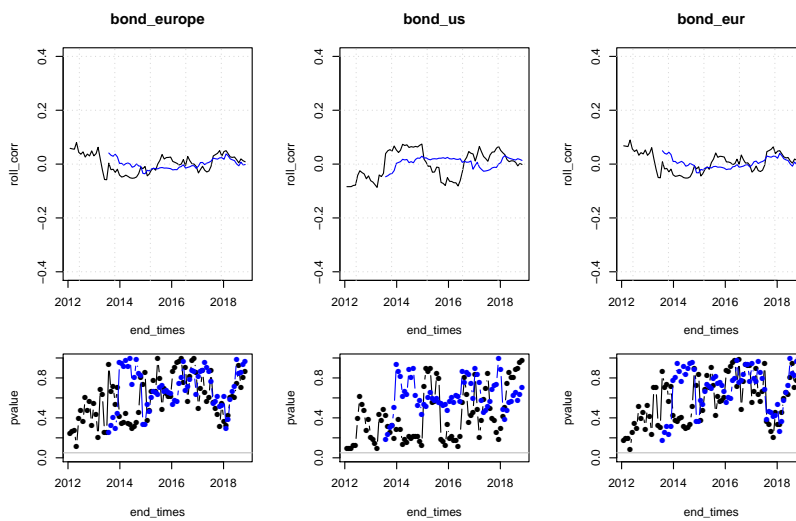 bond_europe bond_us bond_eur
0.4 0.4 0.4
0.2 0.2 0.2
roll_corr 0.0 roll_corr 0.0 roll_corr 0.0
-0.2 -0.2 -0.2
-0.4 -0.4 -0.4
2012 2014 2016 2018 2012 2014 2016 2018 2012 2014 2016 2018
end_times end_times end_times
0.8 0.8 0.8
pvalue 0.4 pvalue 0.4 pvalue 0.4
0.0 0.0 0.0
2012 2014 2016 2018 2012 2014 2016 2018 2012 2014 2016 2018
end_times end_times end_times